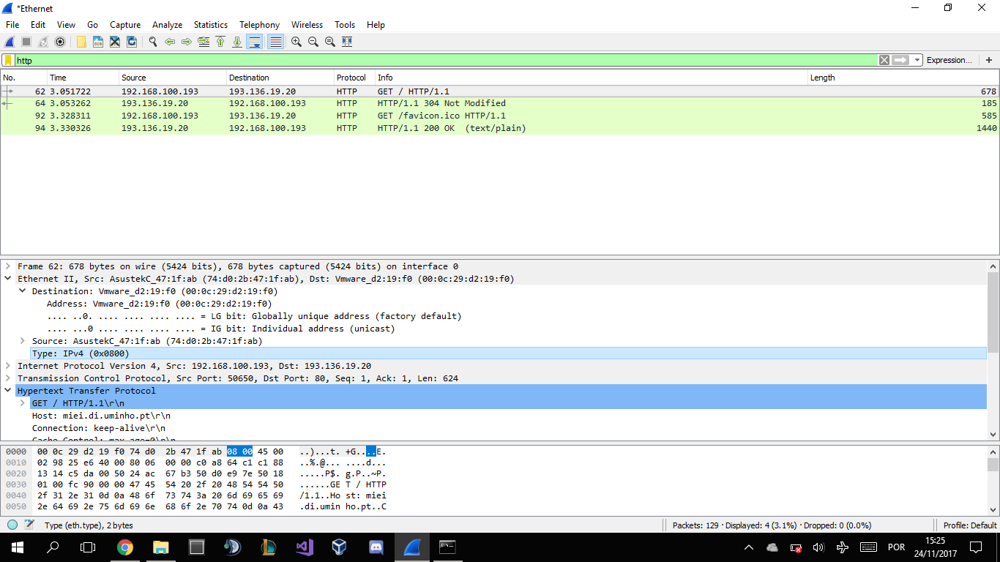 *Ethernet
File Edit View Go Capture Analyze Statistics Telephony Wireless Tools Help
http Expression... +
No. Time Source Destination Protocol Info Length
62 3.051722 192.168.100.193 193.136.19.20 HTTP GET / HTTP/1.1 678
64 3.053262 193.136.19.20 192.168.100.193 HTTP HTTP/1.1 304 Not Modified 185
92 3.328311 192.168.100.193 193.136.19.20 HTTP GET /favicon.ico HTTP/1.1 585
94 3.330326 193.136.19.20 192.168.100.193 HTTP HTTP/1.1 200 OK (text/plain) 1440
Frame 62: 678 bytes on wire (5424 bits), 678 bytes captured (5424 bits) on interface 0
Ethernet II, Src: AsustekC_47:1f:ab (74:d0:2b:47:1f:ab), Dst: Vmware_d2:19:f0 (00:0c:29:d2:19:f0)
Destination: Vmware_d2:19:f0 (00:0c:29:d2:19:f0)
Address: Vmware_d2:19:f0 (00:0c:29:d2:19:f0)
.... ..0. .... .... .... .... = LG bit: Globally unique address (factory default)
.... ...0 .... .... .... .... = IG bit: Individual address (unicast)
Source: AsustekC_47:1f:ab (74:d0:2b:47:1f:ab)
Type: IPv4 (0x0800)
Internet Protocol Version 4, Src: 192.168.100.193, Dst: 193.136.19.20
Transmission Control Protocol, Src Port: 50650, Dst Port: 80, Seq: 1, Ack: 1, Len: 624
Hypertext Transfer Protocol
GET / HTTP/1.1\r\n
Host: miei.di.uminho.pt\r\n
Connection: keep-alive\r\n
Cache-Control: max-age=0\r\n
0000 00 0c 29 d2 19 f0 74 d0 2b 47 1f ab 08 00 45 00 ..)...t. +G....E.
0010 02 98 25 e6 40 00 80 06 00 00 c0 a8 64 c1 c1 88 ..%.@... ....d...
0020 13 14 c5 da 00 50 24 ac 67 b3 50 d0 e9 7e 50 18 .....P$. g.P..~P.
0030 01 00 fc 90 00 00 47 45 54 20 2f 20 48 54 54 50 ......GE T / HTTP
0040 2f 31 2e 31 0d 0a 48 6f 73 74 3a 20 6d 69 65 69 /1.1..Ho st: miei
0050 2e 64 69 2e 75 6d 69 6e 68 6f 2e 70 74 0d 0a 43 .di.umin ho.pt..C
Type (eth.type), 2 bytes Packets: 129 · Displayed: 4 (3.1%) · Dropped: 0 (0.0%) Profile: Default
POR 15:25
24/11/2017